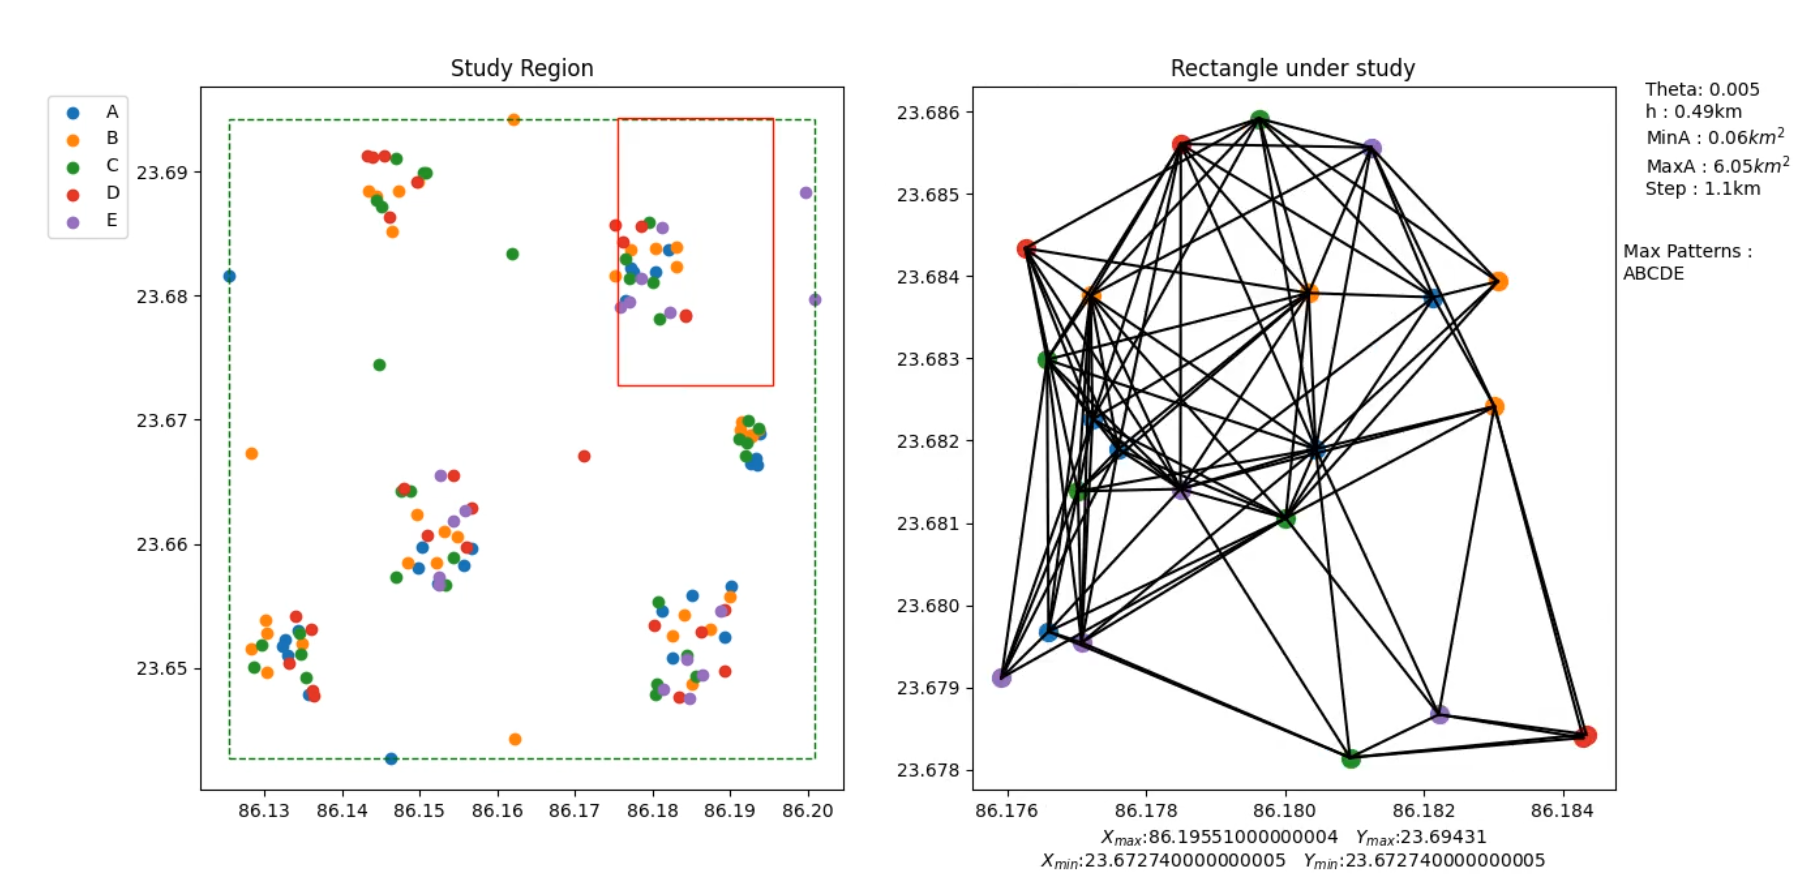 Study Region
A
B
C
D
E
23.69
23.68
23.67
23.66
23.65
86.13 86.14 86.15 86.16 86.17 86.18 86.19 86.20
Rectangle under study
23.686
23.685
23.684
23.683
23.682
23.681
23.680
23.679
23.678
86.176 86.178 86.180 86.182 86.184
Xmax:86.19551000000004 Ymax:23.69431
Xmin:23.672740000000005 Ymin:23.672740000000005
Theta: 0.005
h : 0.49km
MinA : 0.06km²
MaxA : 6.05km²
Step : 1.1km
Max Patterns :
ABCDE